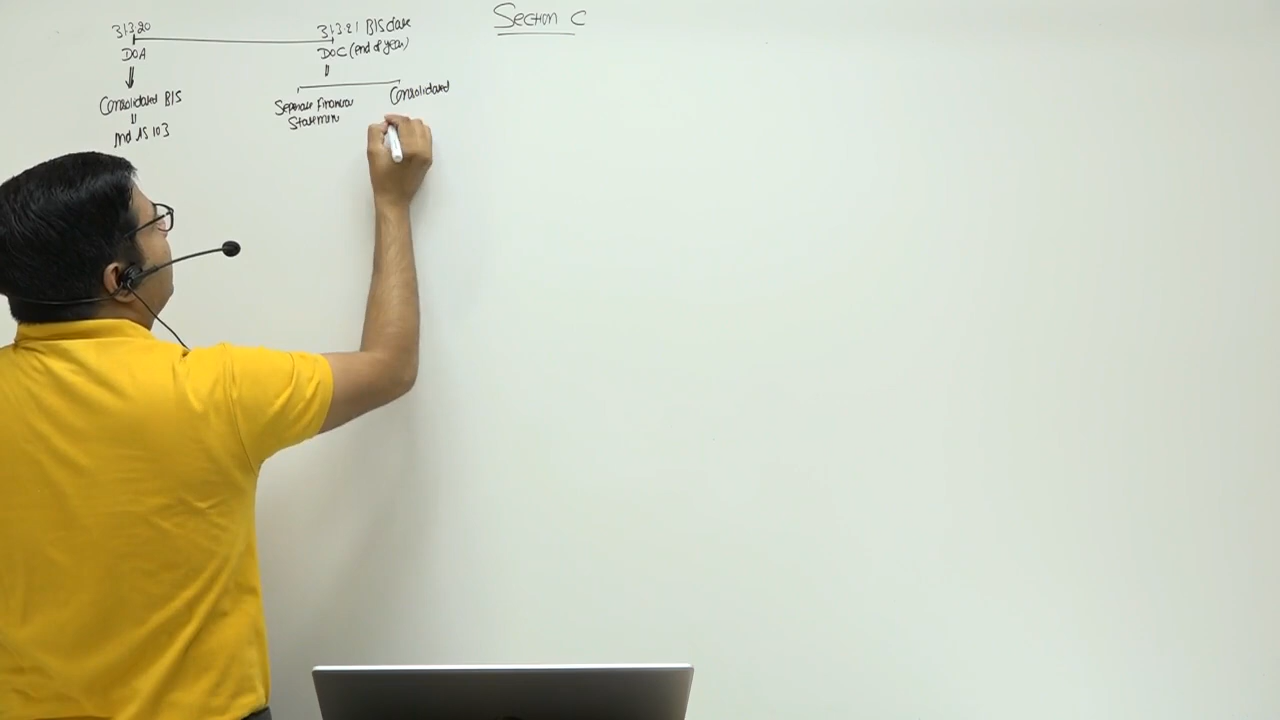 Section C
31.3.20
31.3.21 B|S date
DOA
DOC (end of year)
Consolidated B|S
Ind AS 103
Separate Financial
Statement
Consolidated